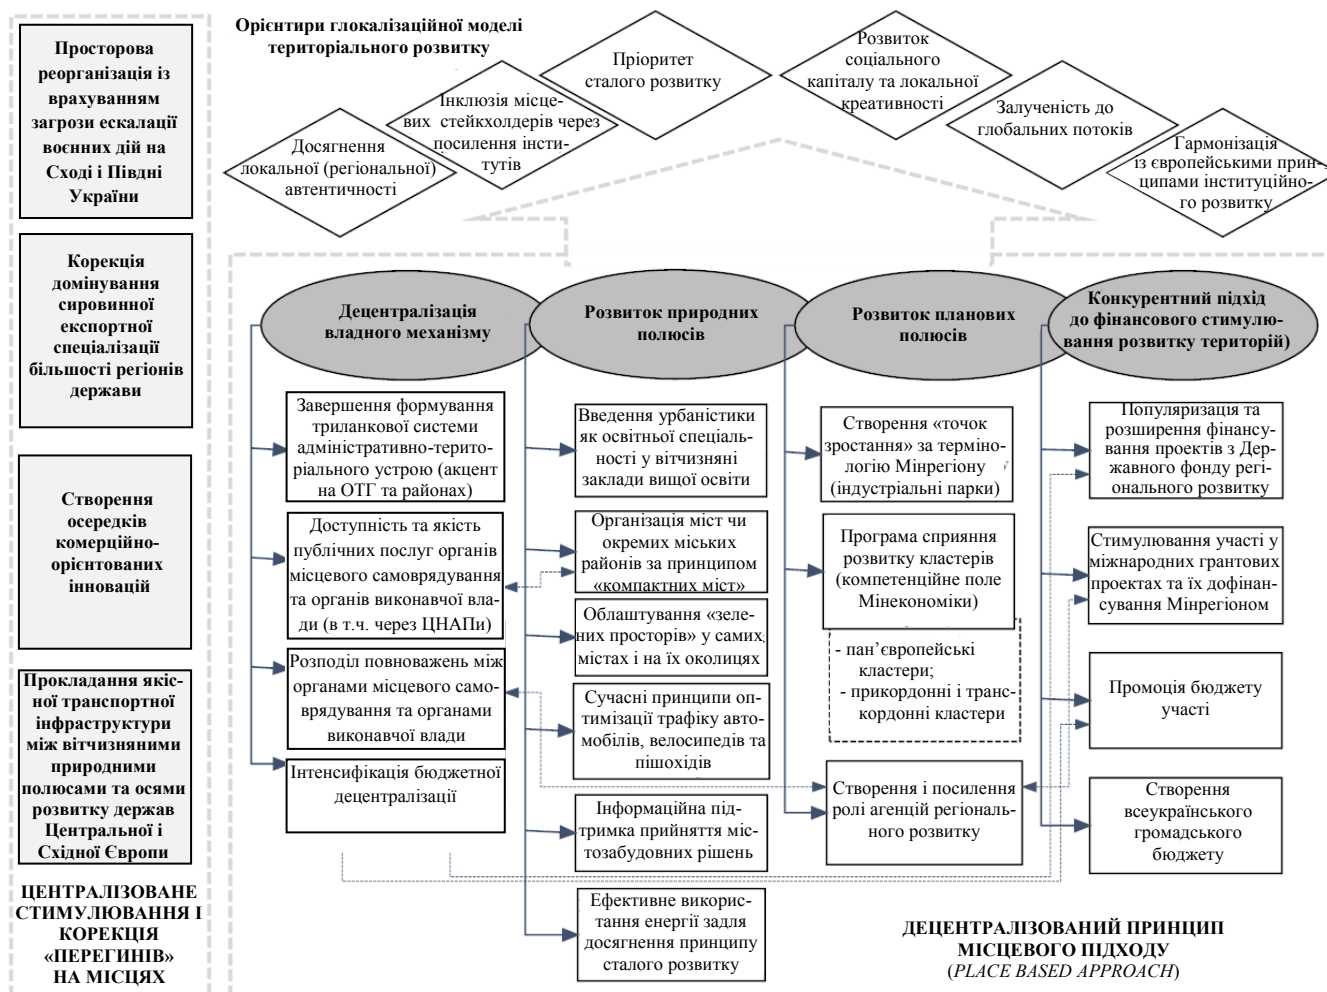 Просторова
реорганізація із
врахуванням
загрози ескалації
воєнних дій на
Сході і Півдні
України
Корекція
домінування
сировинної
експортної
спеціалізації
більшості регіонів
держави
Створення
осередків
комерційно-
орієнтованих
інновацій
Прокладання якіс-
ної транспортної
інфраструктури
між вітчизняними
природними
полюсами та осями
розвитку держав
Центральної і
Східної Європи
ЦЕНТРАЛІЗОВАНЕ
СТИМУЛЮВАННЯ І
КОРЕКЦІЯ
«ПЕРЕГИНІВ»
НА МІСЦЯХ
Орієнтири глокалізаційної моделі
територіального розвитку
Досягнення
локальної (регіональної)
автентичності
Інклюзія місце-
вих стейкхолдерів через
посилення інсти-
тутів
Пріоритет
сталого розвитку
Розвиток
соціального
капіталу та локальної
креативності
Залученість до
глобальних потоків
Гармонізація
із європейськими прин-
ципами інституційно-
го розвитку
Децентралізація
владного механізму
Завершення формування
триланкової системи
адміністративно-терито-
ріального устрою (акцент
на ОТГ та районах)
Доступність та якість
публічних послуг органів
місцевого самоврядування
та органів виконавчої вла-
ди (в т.ч. через ЦНАПи)
Розподіл повноважень між
органами місцевого само-
врядування та органами
виконавчої влади
Інтенсифікація бюджетної
децентралізації
Розвиток природних
полюсів
Введення урбаністики
як освітньої спеціаль-
ності у вітчизняні
заклади вищої освіти
Організація міст чи
окремих міських
районів за принципом
«компактних міст»
Облаштування «зеле-
них просторів» у самих
містах і на їх околицях
Сучасні принципи оп-
тимізації трафіку авто-
мобілів, велосипедів та
пішохідів
Інформаційна під-
тримка прийняття міс-
тозабудовних рішень
Ефективне викорис-
тання енергії задля
досягнення принципу
сталого розвитку
Розвиток планових
полюсів
Створення «точок
зростання» за терміно-
логію Мінрегіону
(індустріальні парки)
Програма сприяння
розвитку кластерів
(компетенційне поле
Мінекономіки)
- пан’європейські
кластери;
- прикордонні і транс-
кордонні кластери
Створення і посилення
ролі агенцій регіональ-
ного розвитку
Конкурентний підхід
до фінансового стимулю-
вання розвитку територій)
Популяризація та
розширення фінансу-
вання проектів з Дер-
жавного фонду регі-
онального розвитку
Стимулювання участі у
міжнародних грантових
проектах та їх дофінан-
сування Мінрегіоном
Промоція бюджету
участі
Створення
всеукраїнського
громадського
бюджету
ДЕЦЕНТРАЛІЗОВАНИЙ ПРИНЦИП
МІСЦЕВОГО ПІДХОДУ
(PLACE BASED APPROACH)